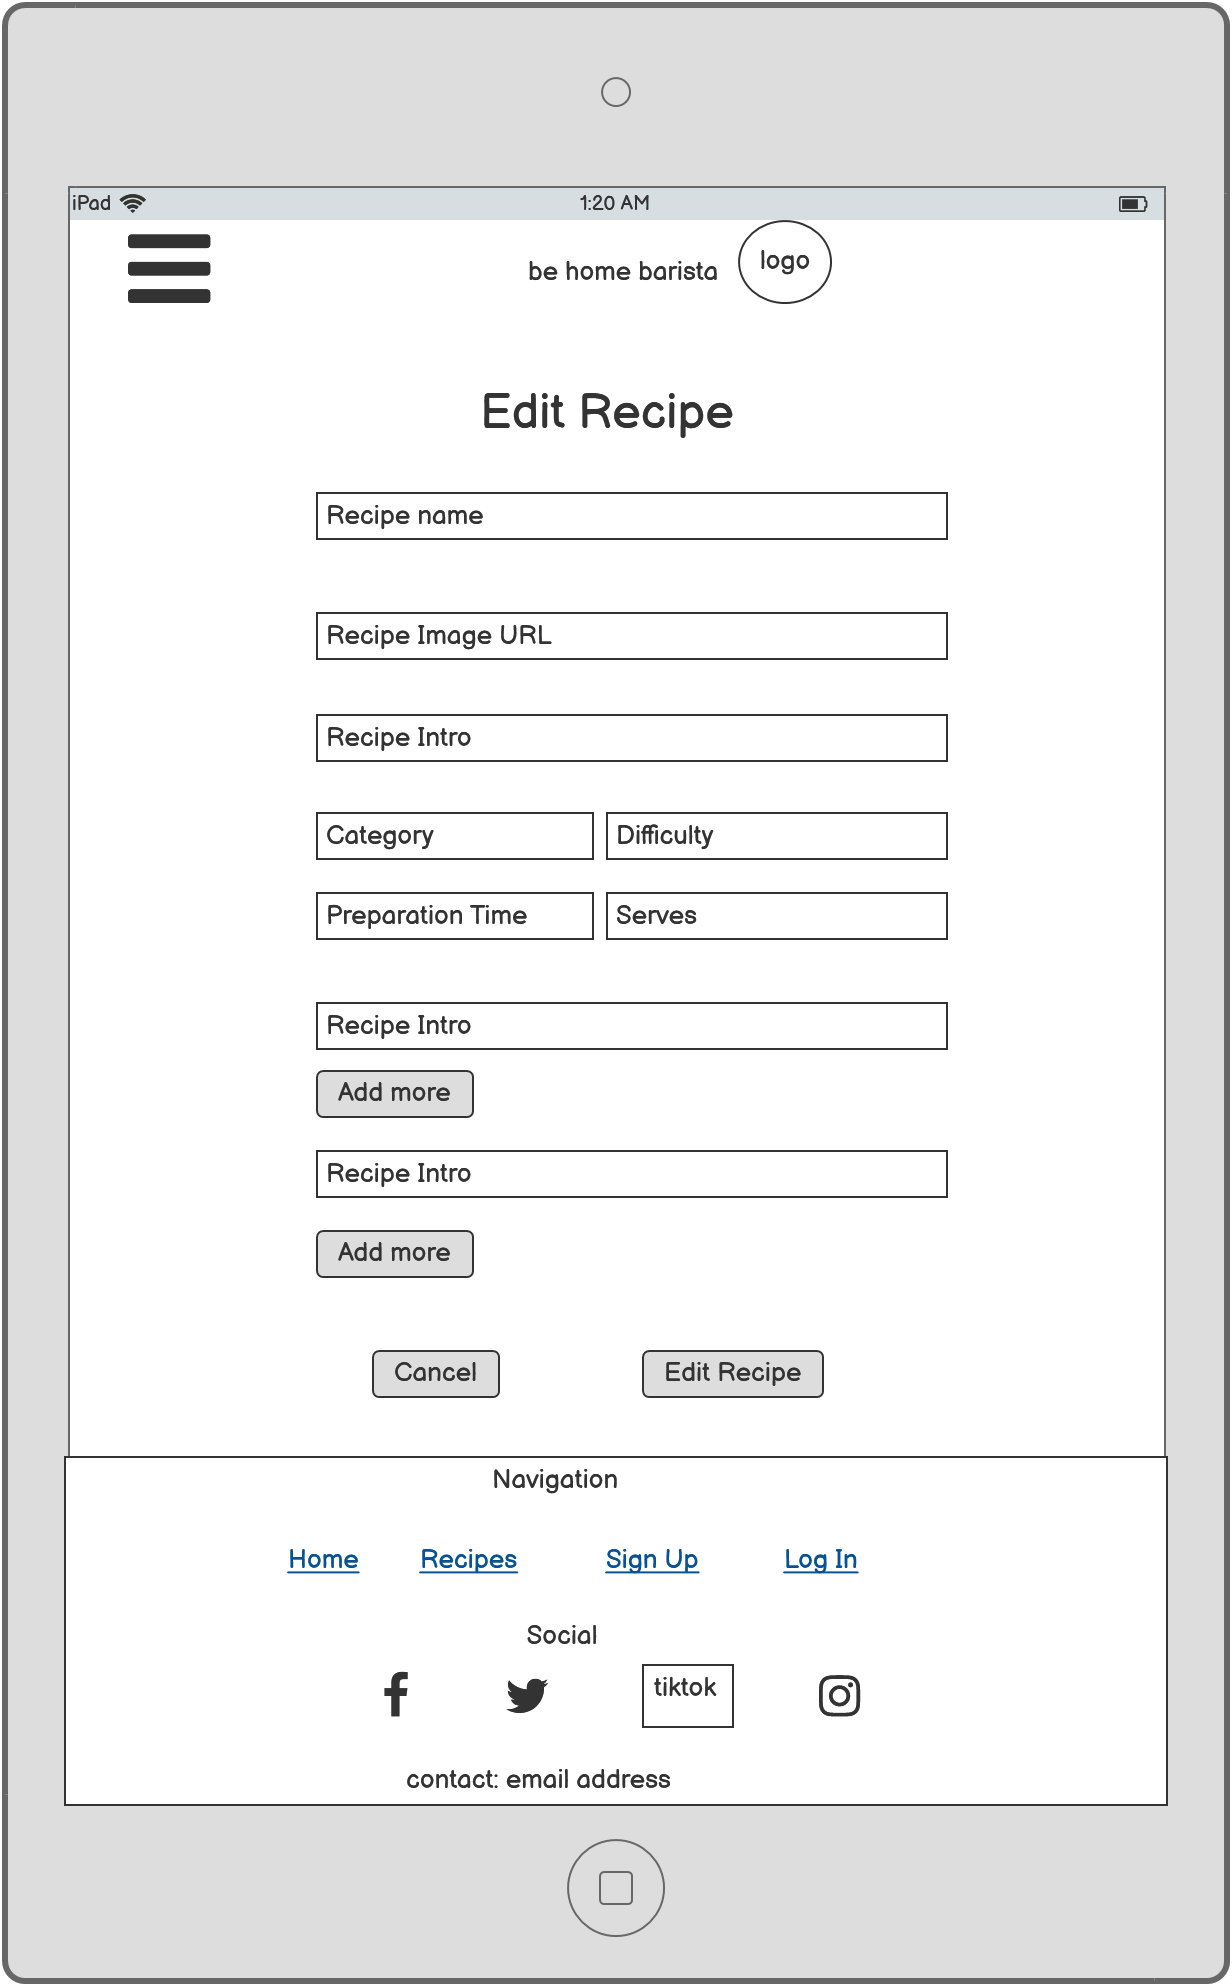 iPad 1:20 AM
be home barista logo
Edit Recipe
Recipe name
Recipe Image URL
Recipe Intro
Category Difficulty
Preparation Time Serves
Recipe Intro
Add more
Recipe Intro
Add more
Cancel Edit Recipe
Navigation
Home Recipes Sign Up Log In
Social
tiktok
contact: email address